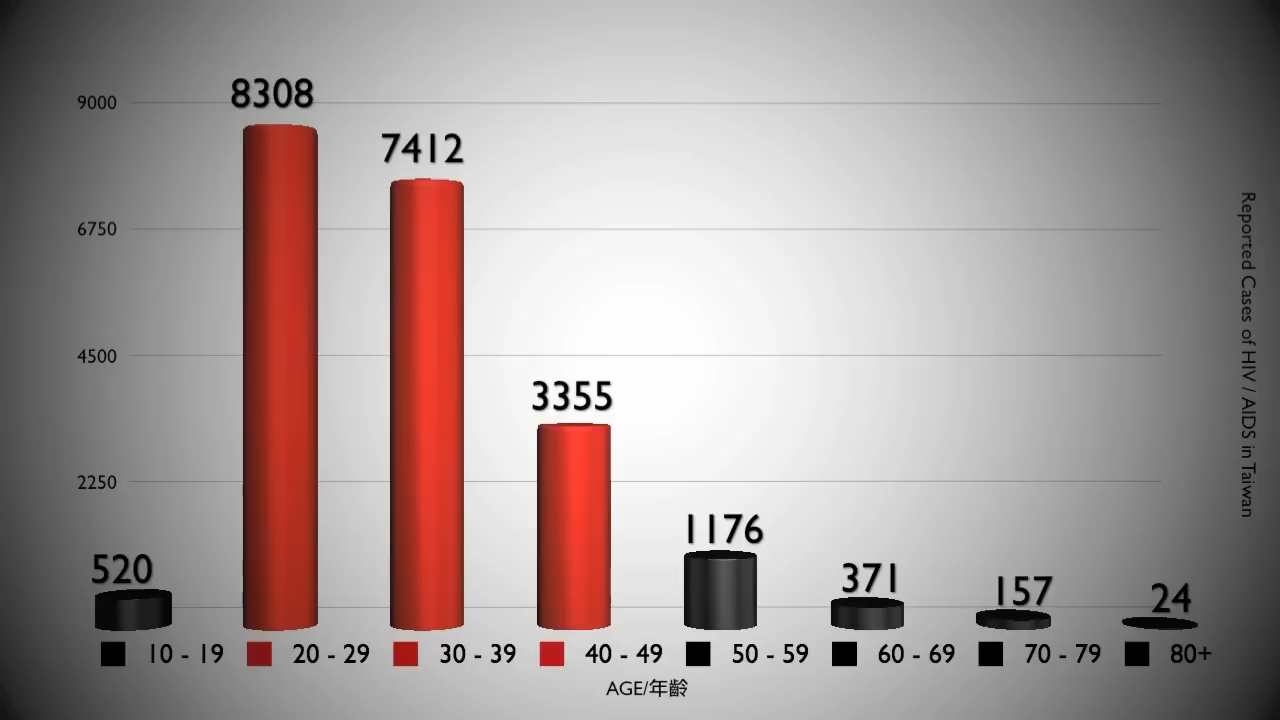 8308
9000
7412
6750
4500
3355
2250
1176
520
371
157
24
10 - 19
20 - 29
30 - 39
40 - 49
50 - 59
60 - 69
70 - 79
80+
AGE/年齡
Reported Cases of HIV / AIDS in Taiwan